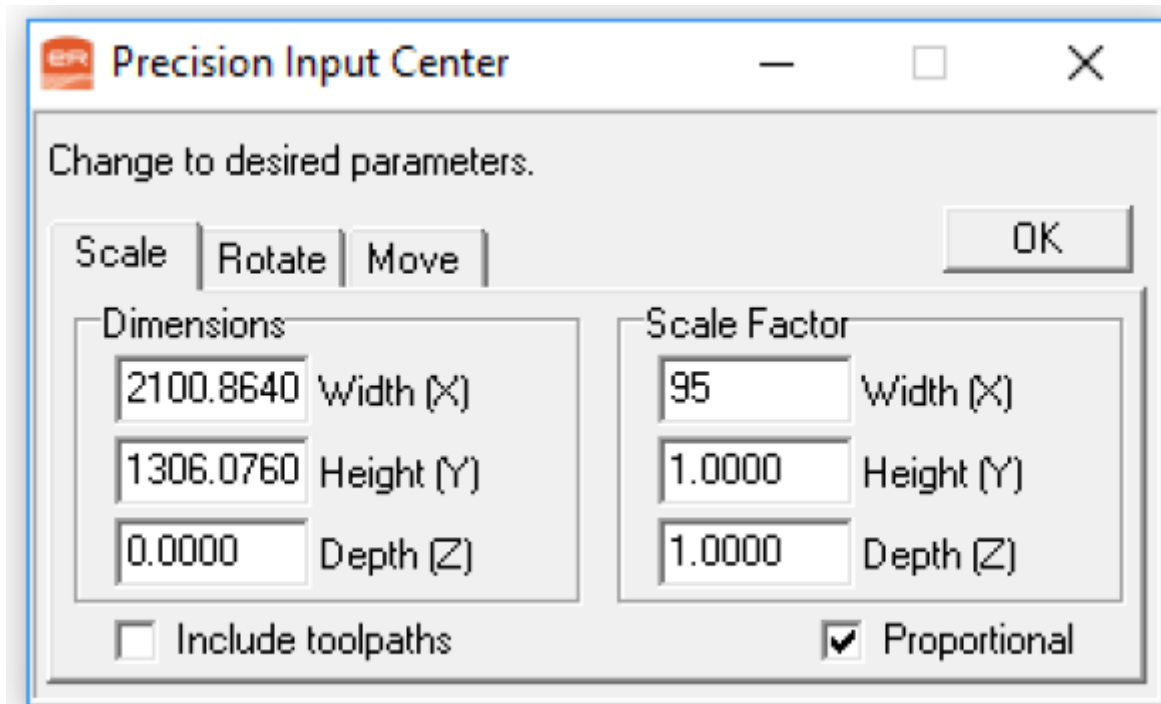 eR Precision Input Center
Change to desired parameters.
OK
Scale Rotate Move
Dimensions
2100.8640 Width (X)
1306.0760 Height (Y)
0.0000 Depth (Z)
Scale Factor
95 Width (X)
1.0000 Height (Y)
1.0000 Depth (Z)
Include toolpaths
Proportional